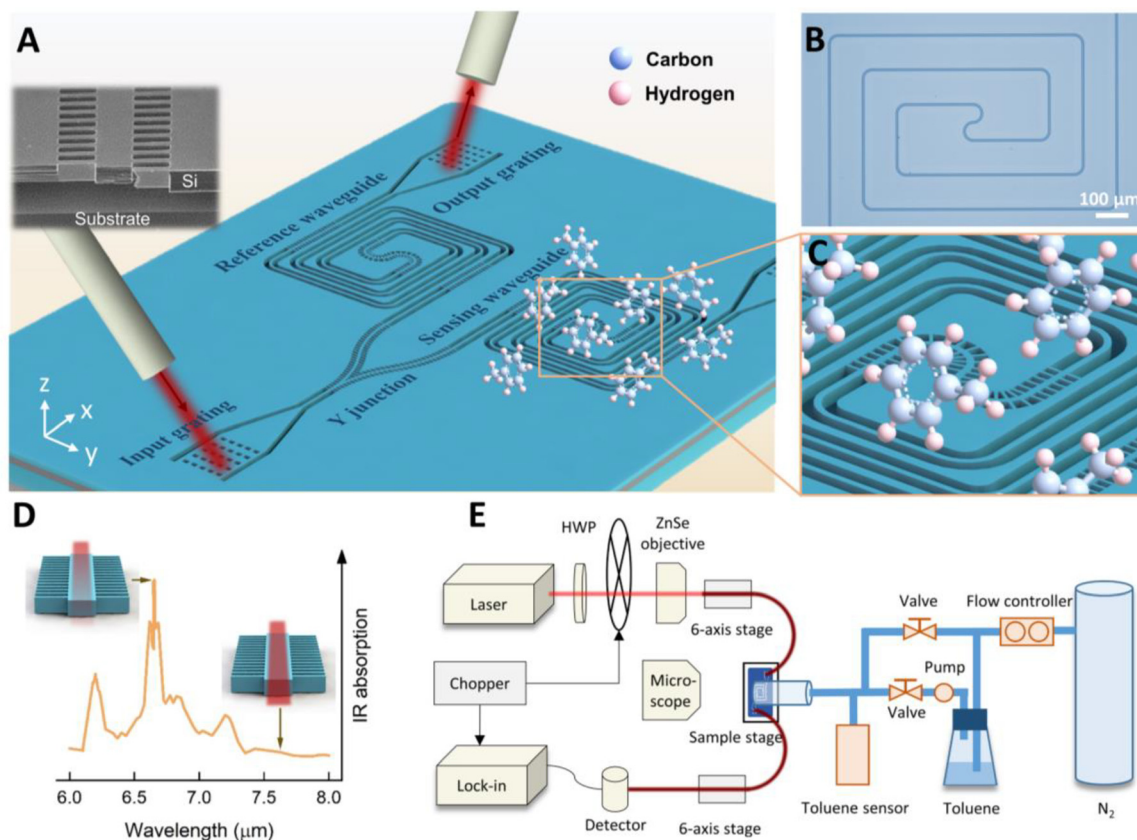 A
Carbon
Hydrogen
Si
Substrate
Reference waveguide
Output grating
Sensing waveguide
Input grating
Y junction
z
x
y
B
100 μm
C
D
IR absorption
6.0 6.5 7.0 7.5 8.0
Wavelength (μm)
E
HWP
ZnSe
objective
Laser
6-axis stage
Chopper
Micro-
scope
Sample stage
Lock-in
Detector
6-axis stage
Valve
Flow controller
Pump
Valve
Toluene sensor
Toluene
N2